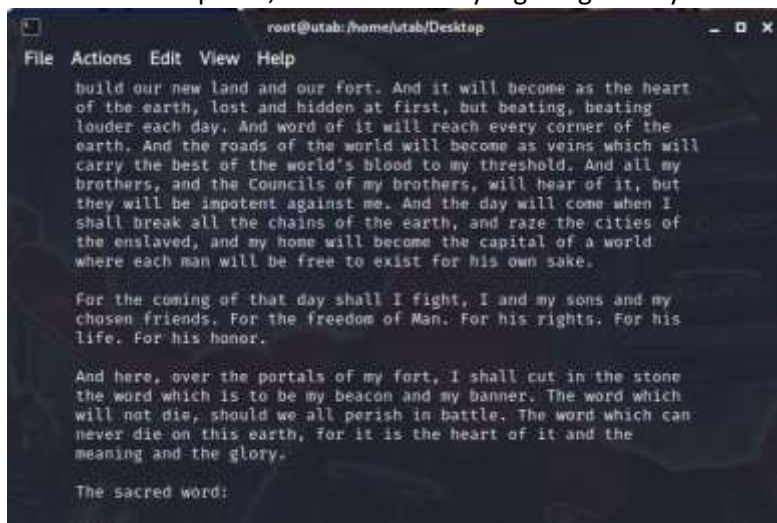 root@utab: /home/utab/Desktop
File Actions Edit View Help
build our new land and our fort. And it will become as the heart
of the earth, lost and hidden at first, but beating, beating
louder each day. And word of it will reach every corner of the
earth. And the roads of the world will become as veins which will
carry the best of the world's blood to my threshold. And all my
brothers, and the Councils of my brothers, will hear of it, but
they will be impotent against me. And the day will come when I
shall break all the chains of the earth, and raze the cities of
the enslaved, and my home will become the capital of a world
where each man will be free to exist for his own sake.
For the coming of that day shall I fight, I and my sons and my
chosen friends. For the freedom of Man. For his rights. For his
life. For his honor.
And here, over the portals of my fort, I shall cut in the stone
the word which is to be my beacon and my banner. The word which
will not die, should we all perish in battle. The word which can
never die on this earth, for it is the heart of it and the
meaning and the glory.
The sacred word: